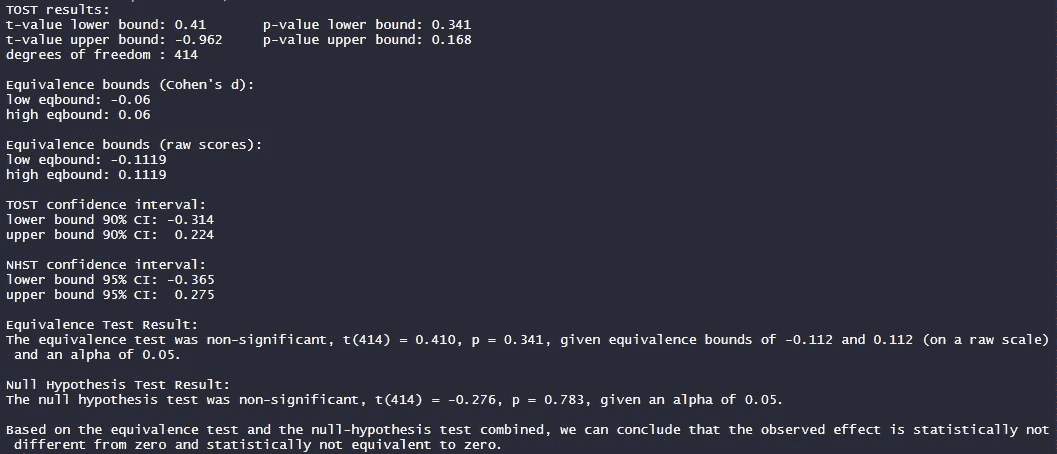 TOST results:
t-value lower bound: 0.41 p-value lower bound: 0.341
t-value upper bound: -0.962 p-value upper bound: 0.168
degrees of freedom : 414
Equivalence bounds (Cohen's d):
low eqbound: -0.06
high eqbound: 0.06
Equivalence bounds (raw scores):
low eqbound: -0.1119
high eqbound: 0.1119
TOST confidence interval:
lower bound 90% CI: -0.314
upper bound 90% CI: 0.224
NHST confidence interval:
lower bound 95% CI: -0.365
upper bound 95% CI: 0.275
Equivalence Test Result:
The equivalence test was non-significant, t(414) = 0.410, p = 0.341, given equivalence bounds of -0.112 and 0.112 (on a raw scale)
and an alpha of 0.05.
Null Hypothesis Test Result:
The null hypothesis test was non-significant, t(414) = -0.276, p = 0.783, given an alpha of 0.05.
Based on the equivalence test and the null-hypothesis test combined, we can conclude that the observed effect is statistically not
different from zero and statistically not equivalent to zero.